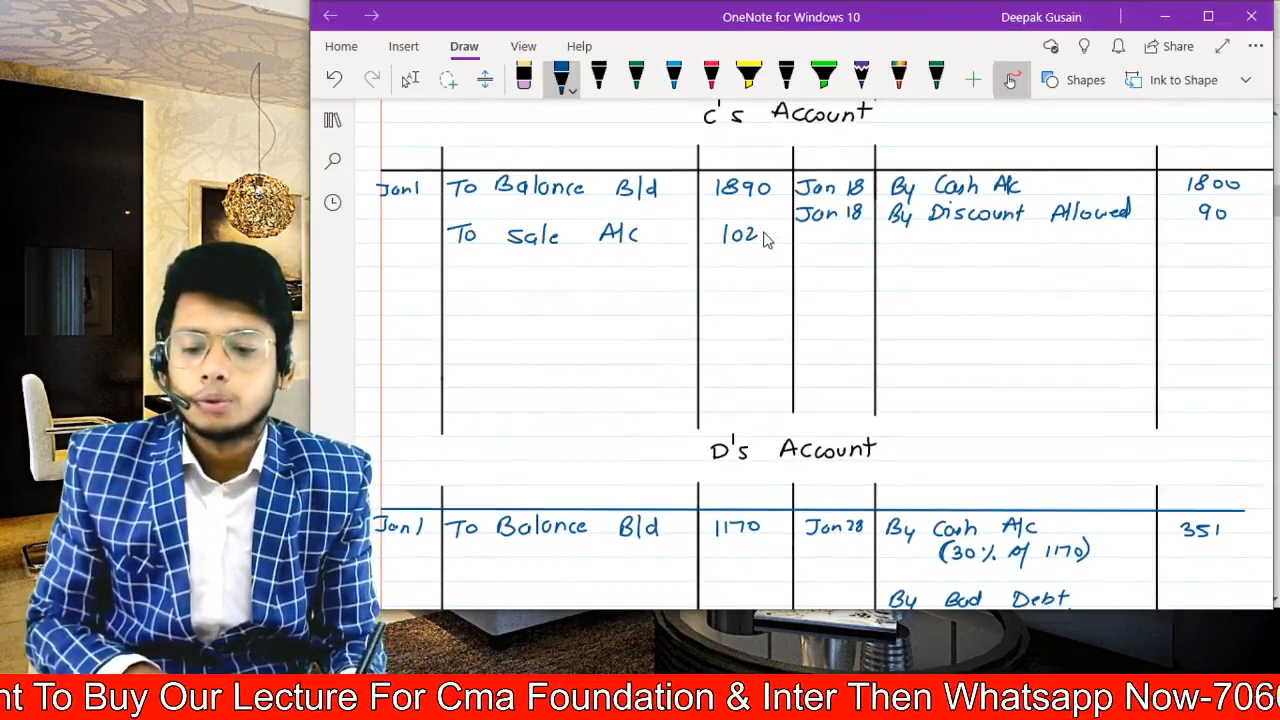 OneNote for Windows 10
Deepak Gusain
Home Insert Draw View Help
Share
Shapes
Ink to Shape
C's Account
Jan 1 To Balance B/d 1890 Jan 18 By Cash A/c 1800
Jan 18 By Discount Allowed 90
To Sale A/c 102
D's Account
Jan 1 To Balance B/d 1170 Jan 28 By Cash A/c 351
(30% of 1170)
By Bad Debt
nt To Buy Our Lecture For Cma Foundation & Inter Then Whatsapp Now-706